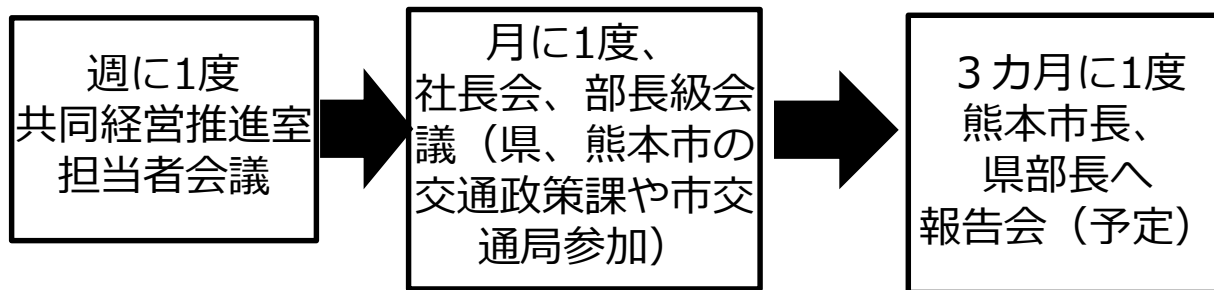 週に1度
共同経営推進室
担当者会議
月に1度、
社長会、部長級会
議（県、熊本市の
交通政策課や市交
通局参加）
３カ月に1度
熊本市長、
県部長へ
報告会（予定）